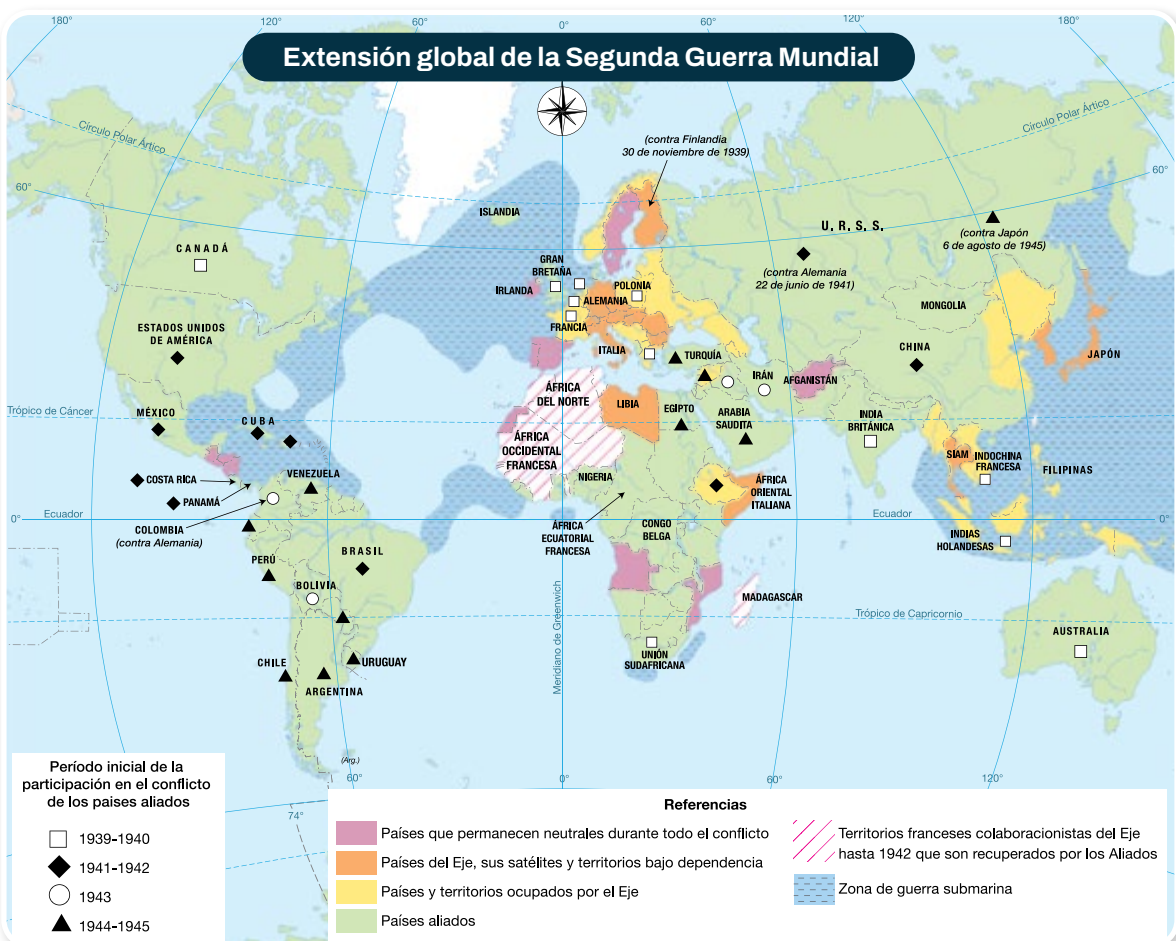 180°
120°
0°
60°
120°
180°
Extensión global de la Segunda Guerra Mundial
Círculo Polar Ártico
Círculo Polar Ártico
(contra Finlandia
30 de noviembre de 1939)
60°
60°
ISLANDIA
U. R. S. S.
(contra Japón
6 de agosto de 1945)
CANADÁ
GRAN
BRETAÑA
IRLANDA
POLONIA
ALEMANIA
(contra Alemania
22 de junio de 1941)
MONGOLIA
ESTADOS UNIDOS
DE AMÉRICA
FRANCIA
ITALIA
TURQUÍA
CHINA
JAPÓN
IRÁN
AFGANISTÁN
ÁFRICA
DEL NORTE
LIBIA
EGIPTO
ARABIA
SAUDITA
Trópico de Cáncer
MÉXICO
CUBA
INDIA
BRITÁNICA
ÁFRICA
OCCIDENTAL
FRANCESA
SIAM
INDOCHINA
FRANCESA
FILIPINAS
COSTA RICA
VENEZUELA
NIGERIA
ÁFRICA
ORIENTAL
ITALIANA
PANAMÁ
0°
Ecuador
COLOMBIA
(contra Alemania)
ÁFRICA
ECUATORIAL
FRANCESA
CONGO
BELGA
Ecuador
0°
INDIAS
HOLANDESAS
PERÚ
BRASIL
BOLIVIA
MADAGASCAR
Meridiano de Greenwich
Trópico de Capricornio
AUSTRALIA
UNIÓN
SUDAFRICANA
CHILE
URUGUAY
ARGENTINA
(Arg.)
60°
0°
60°
120°
74°
Período inicial de la
participación en el conflicto
de los paises aliados
1939-1940
1941-1942
1943
1944-1945
Referencias
Países que permanecen neutrales durante todo el conflicto
Países del Eje, sus satélites y territorios bajo dependencia
Países y territorios ocupados por el Eje
Países aliados
Territorios franceses colaboracionistas del Eje
hasta 1942 que son recuperados por los Aliados
Zona de guerra submarina